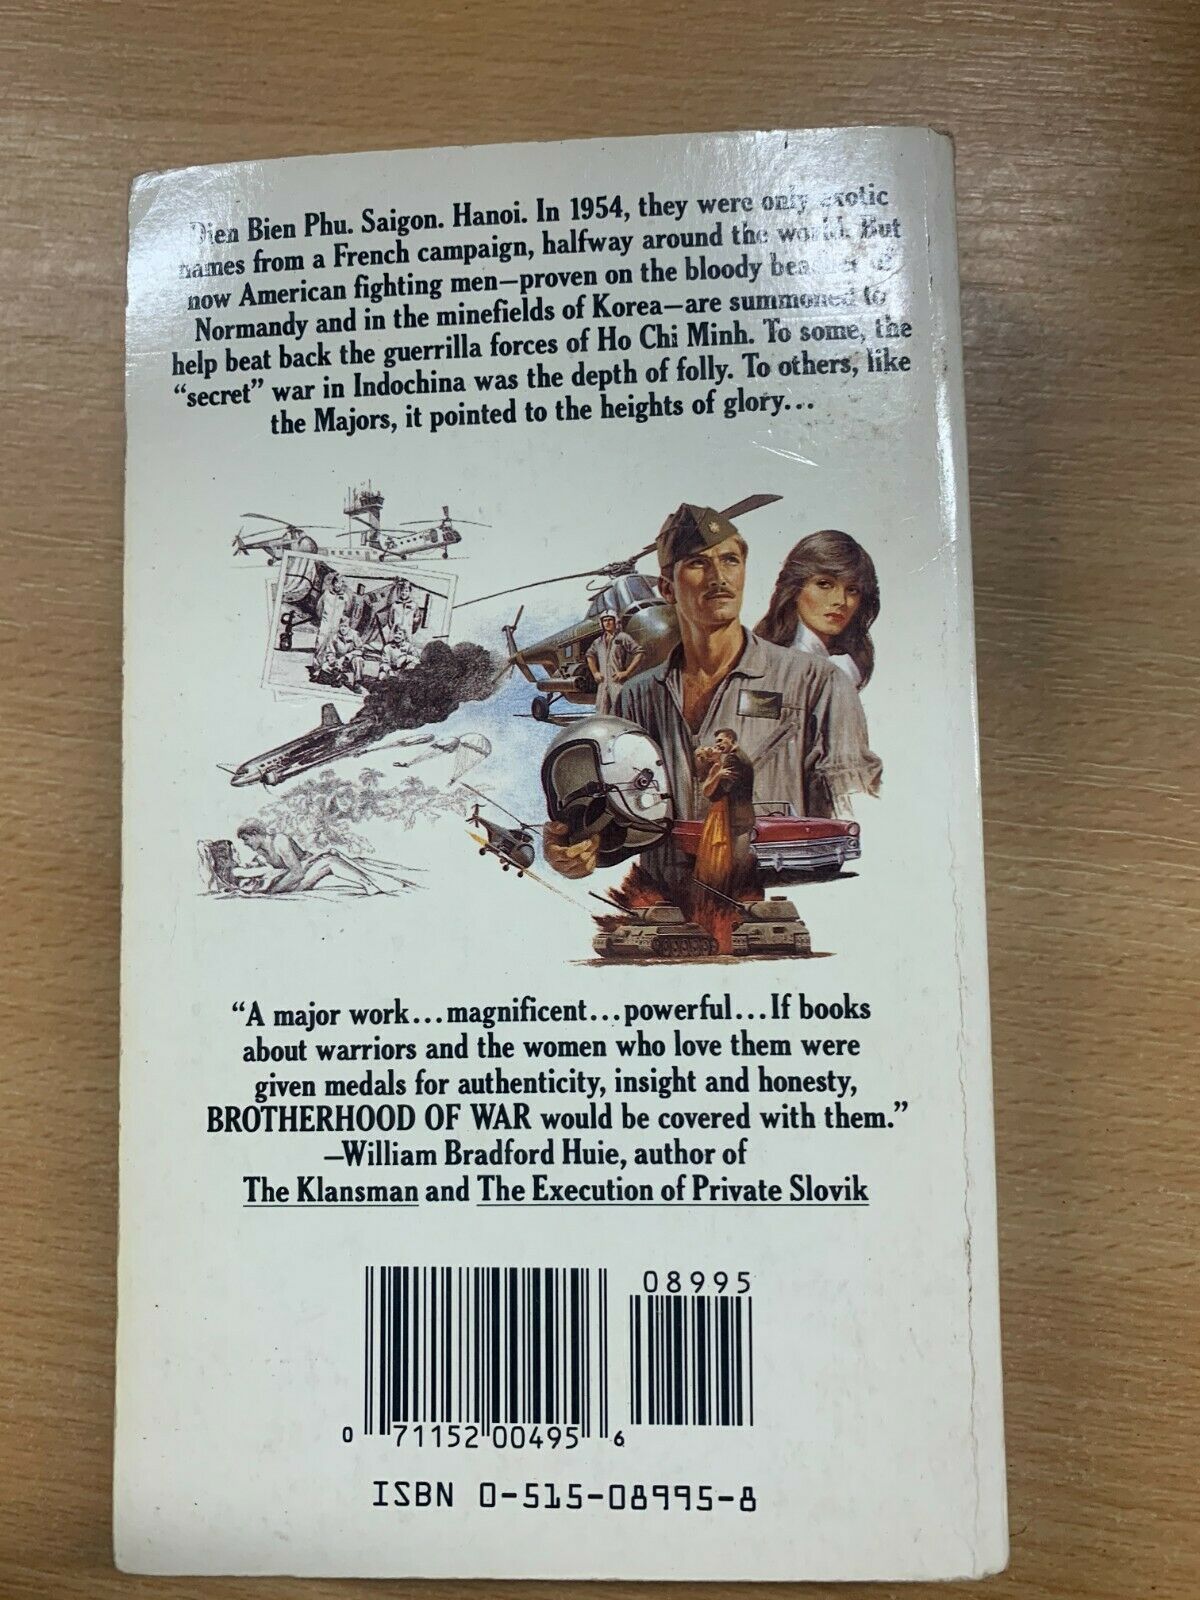 Dien Bien Phu. Saigon. Hanoi. In 1954, they were only exotic
names from a French campaign, halfway around the world. But
now American fighting men—proven on the bloody
Normandy and in the minefields of Korea—are summoned to
help beat back the guerrilla forces of Ho Chi Minh. To some, the
“secret” war in Indochina was the depth of folly. To others, like
the Majors, it pointed to the heights of glory...
“A major work...magnificent...powerful...If books
about warriors and the women who love them were
given medals for authenticity, insight and honesty,
BROTHERHOOD OF WAR would be covered with them.”
—William Bradford Huie, author of
The Klansman and The Execution of Private Slovik
08995
0 71152 00495 6
ISBN 0-515-08995-8